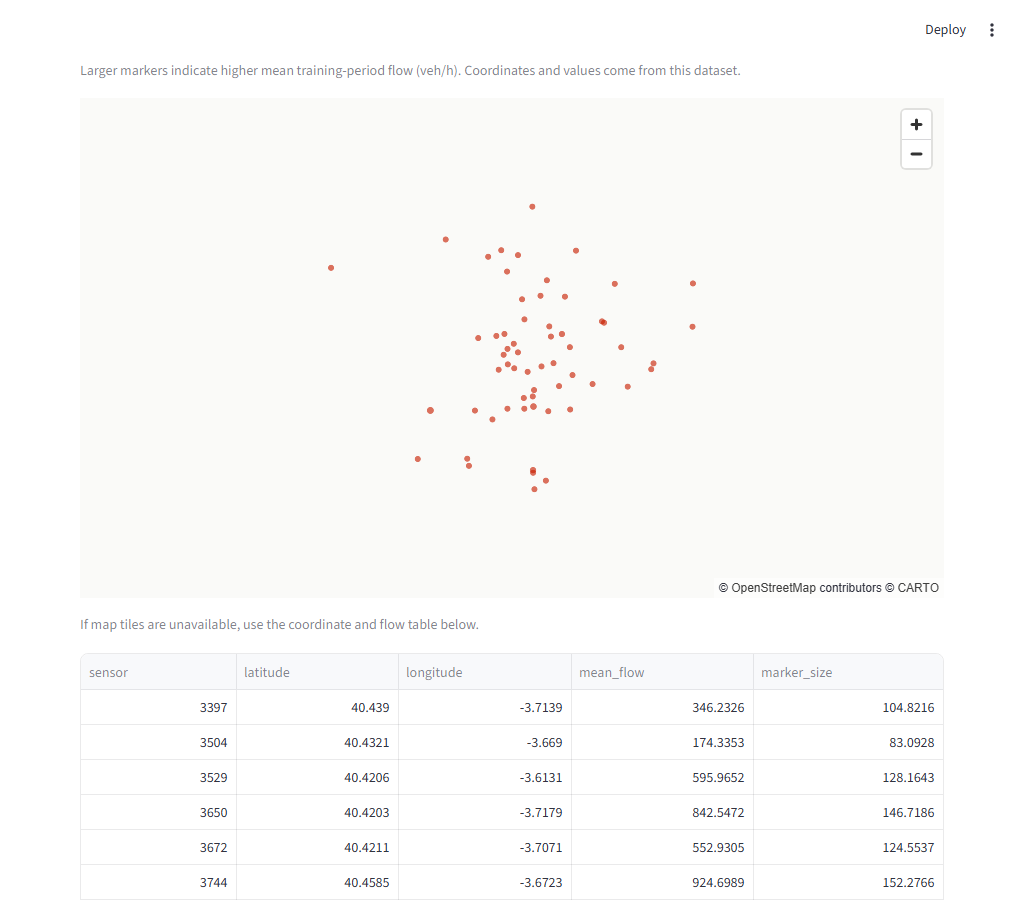 Deploy
Larger markers indicate higher mean training-period flow (veh/h). Coordinates and values come from this dataset.
+
−
© OpenStreetMap contributors © CARTO
If map tiles are unavailable, use the coordinate and flow table below.
sensor latitude longitude mean_flow marker_size
3397 40.439 -3.7139 346.2326 104.8216
3504 40.4321 -3.669 174.3353 83.0928
3529 40.4206 -3.6131 595.9652 128.1643
3650 40.4203 -3.7179 842.5472 146.7186
3672 40.4211 -3.7071 552.9305 124.5537
3744 40.4585 -3.6723 924.6989 152.2766